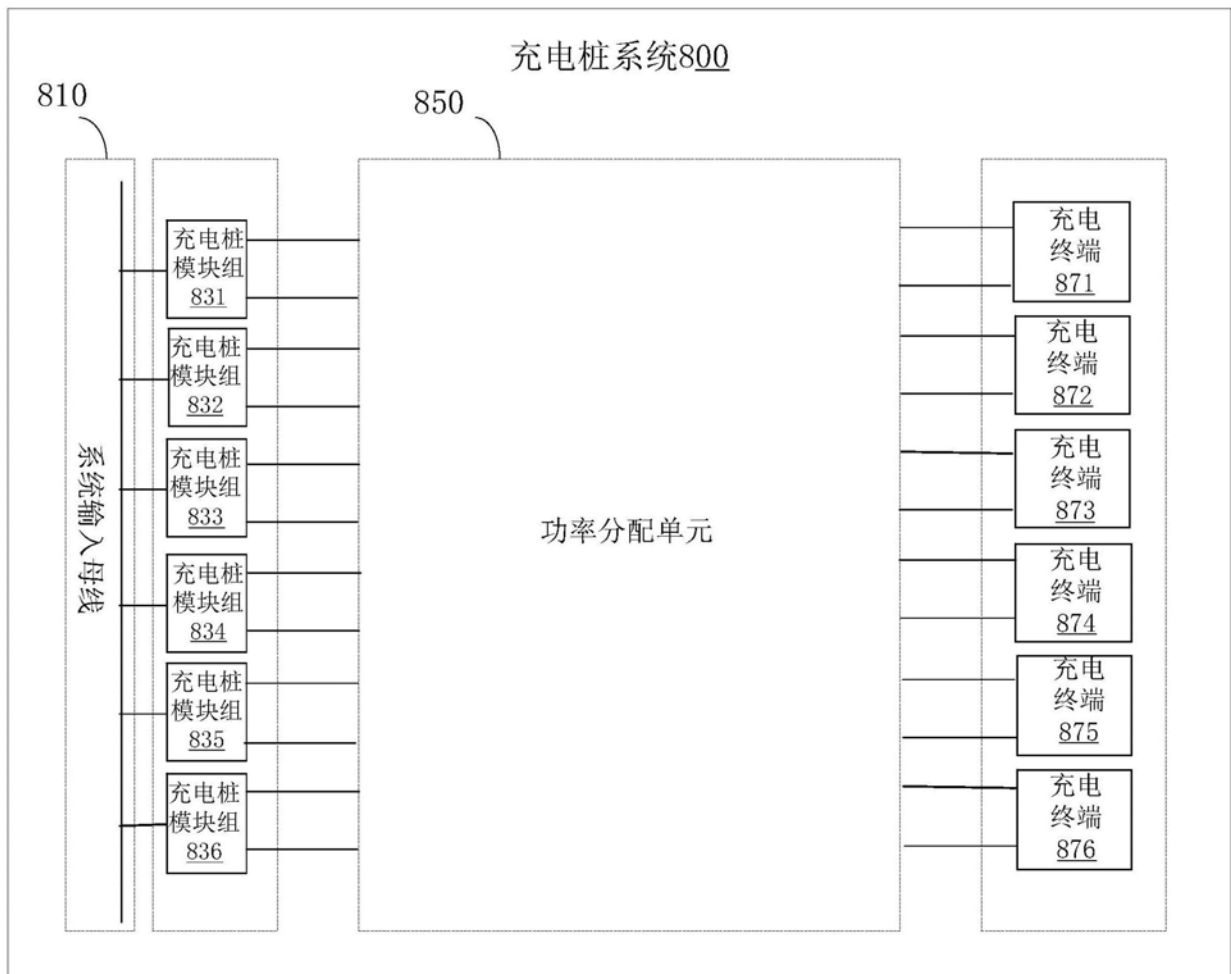 充电桩系统800
810
850
系统输入母线
充电桩
模块组
831
充电桩
模块组
832
充电桩
模块组
833
充电桩
模块组
834
充电桩
模块组
835
充电桩
模块组
836
功率分配单元
充电
终端
871
充电
终端
872
充电
终端
873
充电
终端
874
充电
终端
875
充电
终端
876